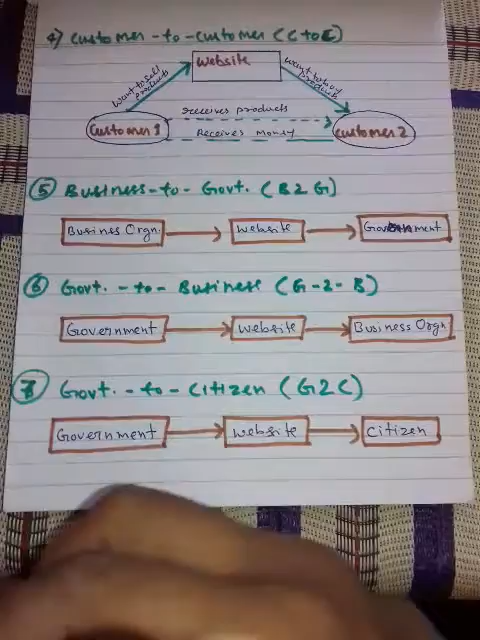 4) Customer-to-customer (C to C)
Website
Want to sell products
Want to buy products
receives products
Customer 1
Customer 2
Receives money
5 Business-to-Govt. (B2G)
Busines Orgn.
Website
Government
6 Govt.-to-Business (G-2-B)
Government
Website
Business Orgn
7 Govt.-to-Citizen (G2C)
Government
Website
Citizen